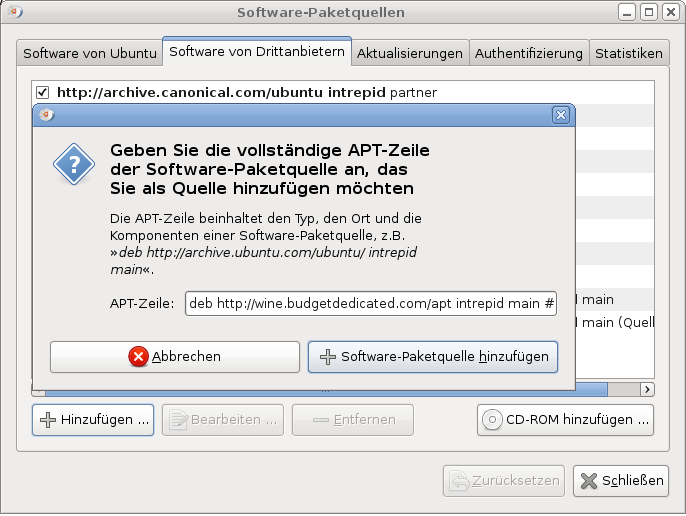 Software-Paketquellen
Software von Ubuntu
Software von Drittanbietern
Aktualisierungen
Authentifizierung
Statistiken
http://archive.canonical.com/ubuntu intrepid partner
Geben Sie die vollständige APT-Zeile
der Software-Paketquelle an, das
Sie als Quelle hinzufügen möchten
Die APT-Zeile beinhaltet den Typ, den Ort und die
Komponenten einer Software-Paketquelle, z.B.
»deb http://archive.ubuntu.com/ubuntu/ intrepid
main«.
APT-Zeile:
deb http://wine.budgetdedicated.com/apt intrepid main #
main
main (Quell
Abbrechen
Software-Paketquelle hinzufügen
Hinzufügen ...
Bearbeiten ...
Entfernen
CD-ROM hinzufügen ...
Zurücksetzen
Schließen